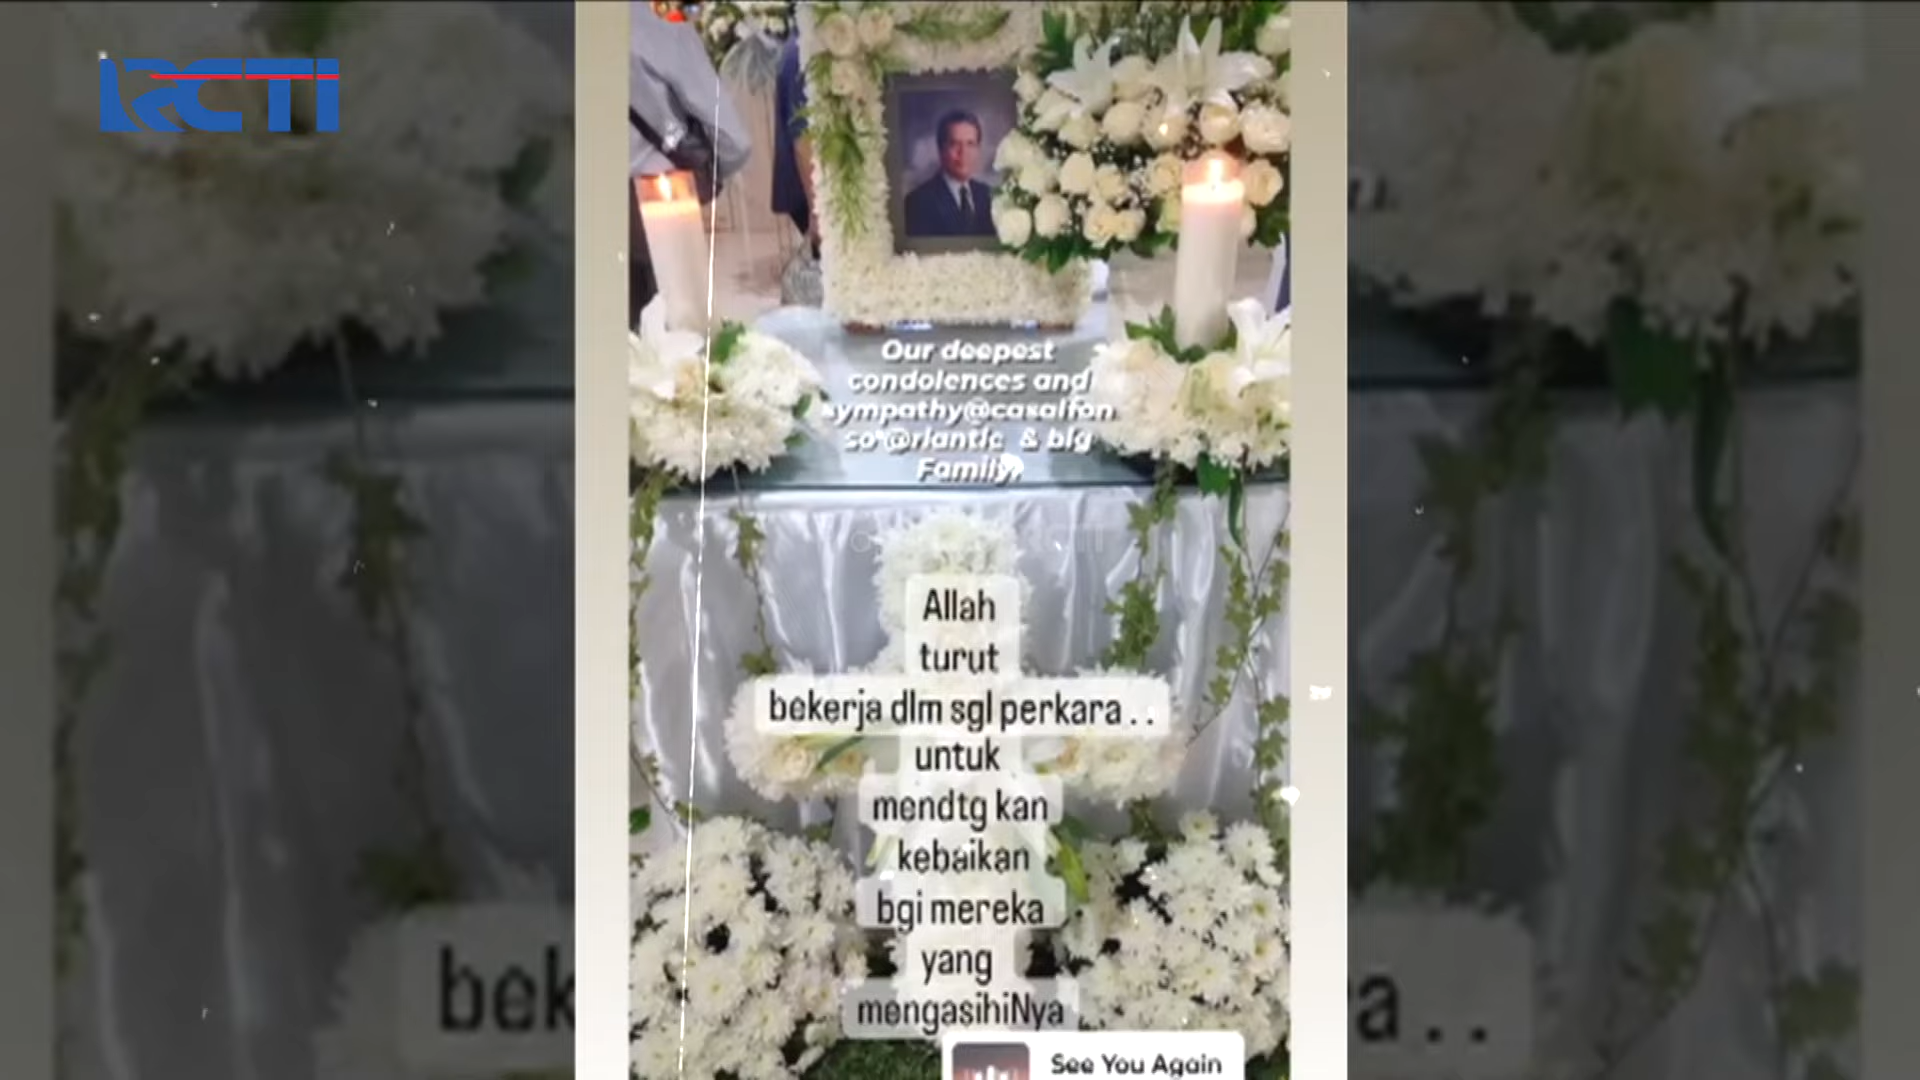 RCTI
Our deepest
condolences and
sympathy@casalfon
so @riantic & big
Family.
Allah
turut
bekerja dlm sgl perkara . .
untuk
mendtg kan
kebaikan
bgi mereka
yang
mengasihiNya
See You Again
bek
a . .